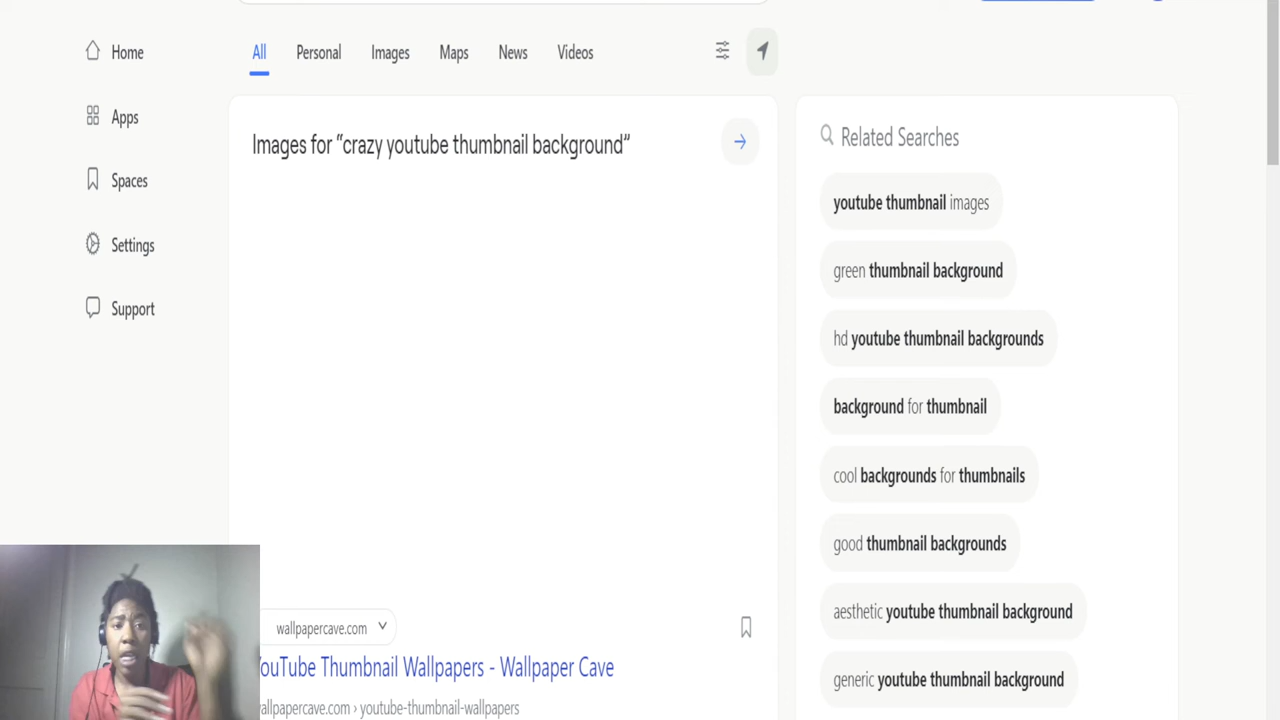 Home
Apps
Spaces
Settings
Support
All Personal Images Maps News Videos
Images for “crazy youtube thumbnail background”
wallpapercave.com
YouTube Thumbnail Wallpapers - Wallpaper Cave
wallpapercave.com › youtube-thumbnail-wallpapers
Related Searches
youtube thumbnail images
green thumbnail background
hd youtube thumbnail backgrounds
background for thumbnail
cool backgrounds for thumbnails
good thumbnail backgrounds
aesthetic youtube thumbnail background
generic youtube thumbnail background